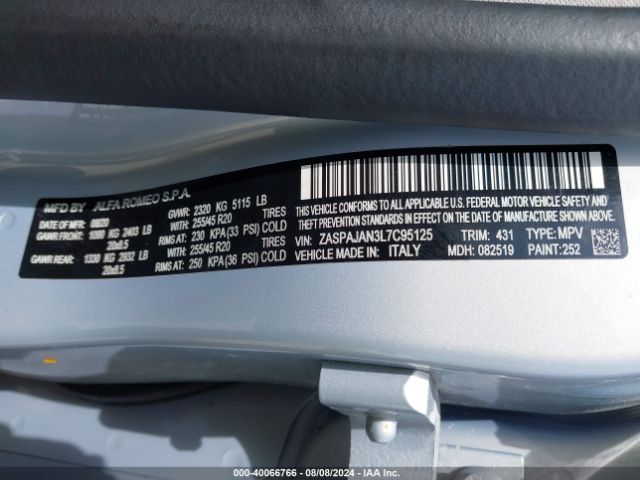 MFD BY ALFA ROMEO S.P.A.
DATE OF MFR 08/20 GVWR: 2320 KG 5115 LB
GAWR FRONT: 1090 KG 2403 LB WITH 255/45 R20 TIRES
20x8.5 RIMS AT: 230 KPA(33 PSI) COLD
GAWR REAR: 1330 KG 2932 LB WITH 255/45 R20 TIRES
20x8.5 RIMS AT: 250 KPA(36 PSI) COLD
THIS VEHICLE CONFORMS TO ALL APPLICABLE U.S. FEDERAL MOTOR VEHICLE SAFETY,
BUMPER, AND THEFT PREVENTION STANDARDS IN EFFECT ON THE DATE OF MANUFACTURE SHOWN ABOVE.
VIN: ZASPAJAN3L7C95125 TRIM: 431 TYPE: MPV
VEHICLE MADE IN: ITALY MDH: 082519 PAINT: 252
000-40066766 - 08/08/2024 - IAA Inc.